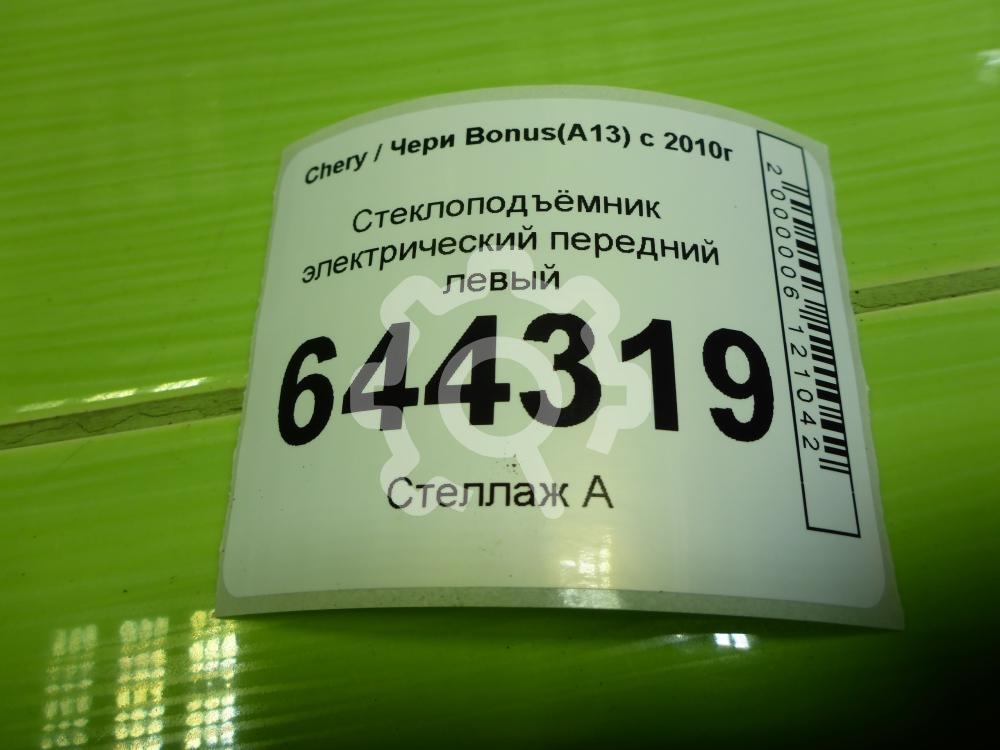 Chery / Чери Bonus(A13) с 2010г
Стеклоподъёмник
электрический передний
левый
644319
Стеллаж А
2000006121042